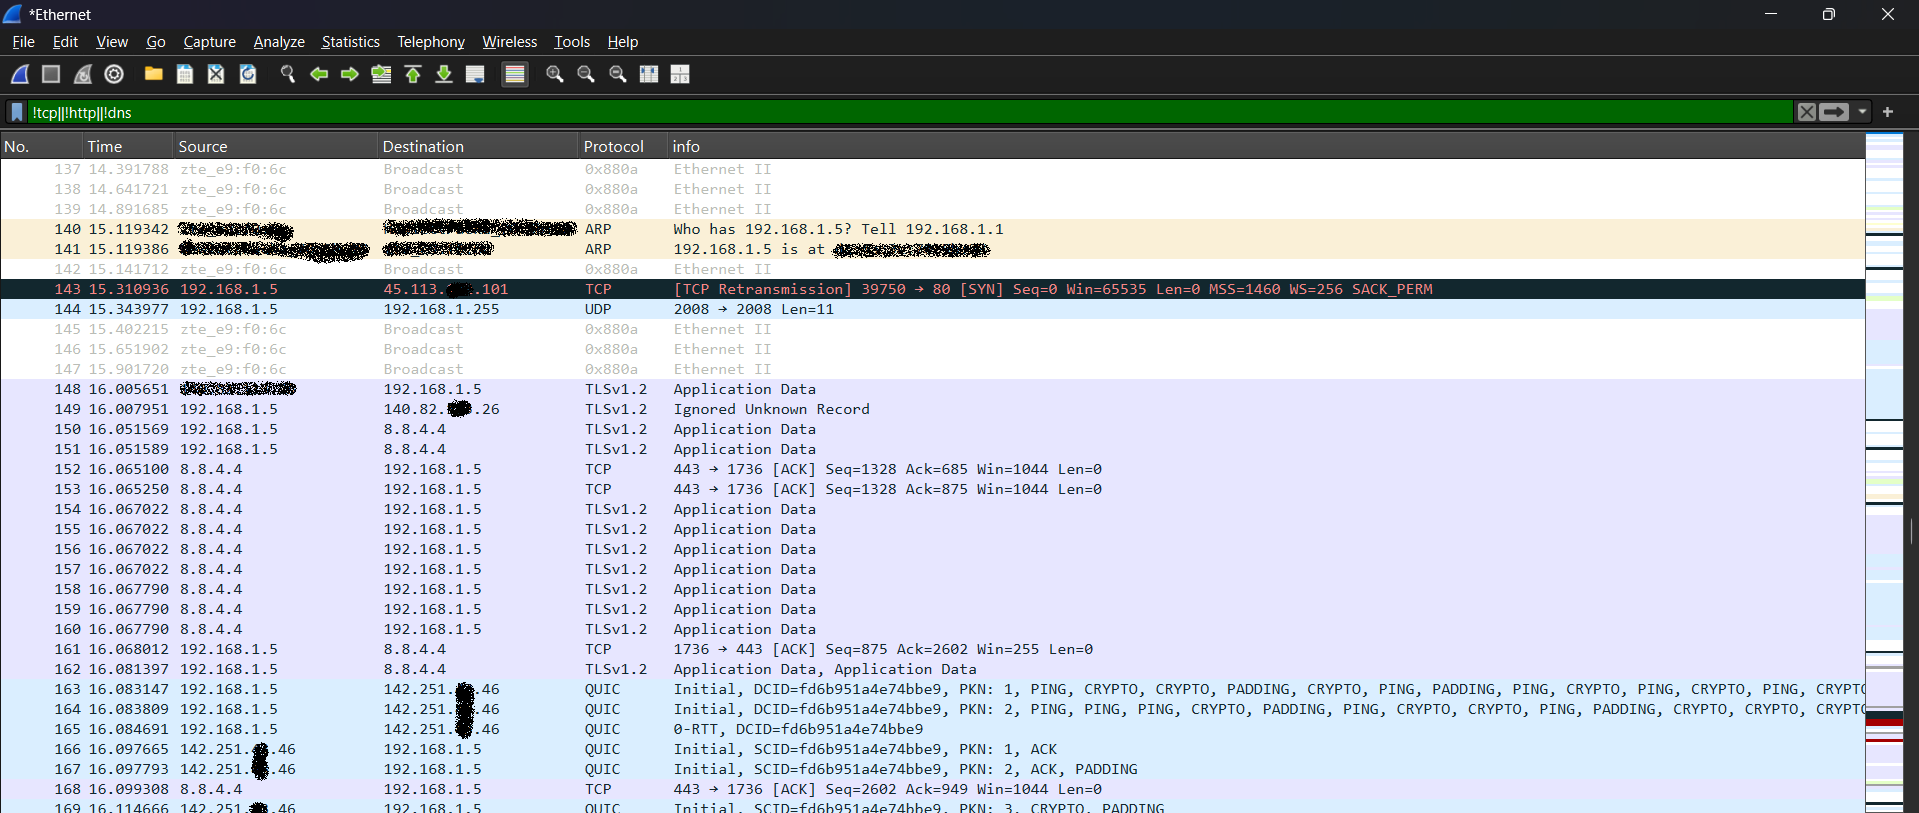 *Ethernet
File Edit View Go Capture Analyze Statistics Telephony Wireless Tools Help
!tcp||!http||!dns
No. Time Source Destination Protocol info
137 14.391788 zte_e9:f0:6c Broadcast 0x880a Ethernet II
138 14.641721 zte_e9:f0:6c Broadcast 0x880a Ethernet II
139 14.891685 zte_e9:f0:6c Broadcast 0x880a Ethernet II
140 15.119342 ARP Who has 192.168.1.5? Tell 192.168.1.1
141 15.119386 ARP 192.168.1.5 is at
142 15.141712 zte_e9:f0:6c Broadcast 0x880a Ethernet II
143 15.310936 192.168.1.5 45.113. .101 TCP [TCP Retransmission] 39750 → 80 [SYN] Seq=0 Win=65535 Len=0 MSS=1460 WS=256 SACK_PERM
144 15.343977 192.168.1.5 192.168.1.255 UDP 2008 → 2008 Len=11
145 15.402215 zte_e9:f0:6c Broadcast 0x880a Ethernet II
146 15.651902 zte_e9:f0:6c Broadcast 0x880a Ethernet II
147 15.901720 zte_e9:f0:6c Broadcast 0x880a Ethernet II
148 16.005651 192.168.1.5 TLSv1.2 Application Data
149 16.007951 192.168.1.5 140.82. .26 TLSv1.2 Ignored Unknown Record
150 16.051569 192.168.1.5 8.8.4.4 TLSv1.2 Application Data
151 16.051589 192.168.1.5 8.8.4.4 TLSv1.2 Application Data
152 16.065100 8.8.4.4 192.168.1.5 TCP 443 → 1736 [ACK] Seq=1328 Ack=685 Win=1044 Len=0
153 16.065250 8.8.4.4 192.168.1.5 TCP 443 → 1736 [ACK] Seq=1328 Ack=875 Win=1044 Len=0
154 16.067022 8.8.4.4 192.168.1.5 TLSv1.2 Application Data
155 16.067022 8.8.4.4 192.168.1.5 TLSv1.2 Application Data
156 16.067022 8.8.4.4 192.168.1.5 TLSv1.2 Application Data
157 16.067022 8.8.4.4 192.168.1.5 TLSv1.2 Application Data
158 16.067790 8.8.4.4 192.168.1.5 TLSv1.2 Application Data
159 16.067790 8.8.4.4 192.168.1.5 TLSv1.2 Application Data
160 16.067790 8.8.4.4 192.168.1.5 TLSv1.2 Application Data
161 16.068012 192.168.1.5 8.8.4.4 TCP 1736 → 443 [ACK] Seq=875 Ack=2602 Win=255 Len=0
162 16.081397 192.168.1.5 8.8.4.4 TLSv1.2 Application Data, Application Data
163 16.083147 192.168.1.5 142.251. .46 QUIC Initial, DCID=fd6b951a4e74bbe9, PKN: 1, PING, CRYPTO, CRYPTO, PADDING, CRYPTO, PING, PADDING, PING, CRYPTO, PING, CRYPTO, PING, CRYPT
164 16.083809 192.168.1.5 142.251. .46 QUIC Initial, DCID=fd6b951a4e74bbe9, PKN: 2, PING, PING, PING, CRYPTO, PADDING, PING, CRYPTO, CRYPTO, PING, PADDING, CRYPTO, CRYPTO, CRYPT
165 16.084691 192.168.1.5 142.251. .46 QUIC 0-RTT, DCID=fd6b951a4e74bbe9
166 16.097665 142.251. .46 192.168.1.5 QUIC Initial, SCID=fd6b951a4e74bbe9, PKN: 1, ACK
167 16.097793 142.251. .46 192.168.1.5 QUIC Initial, SCID=fd6b951a4e74bbe9, PKN: 2, ACK, PADDING
168 16.099308 8.8.4.4 192.168.1.5 TCP 443 → 1736 [ACK] Seq=2602 Ack=949 Win=1044 Len=0
169 16.114666 142.251. .46 192.168.1.5 QUIC Initial, SCID=fd6b951a4e74bbe9, PKN: 3, CRYPTO, PADDING